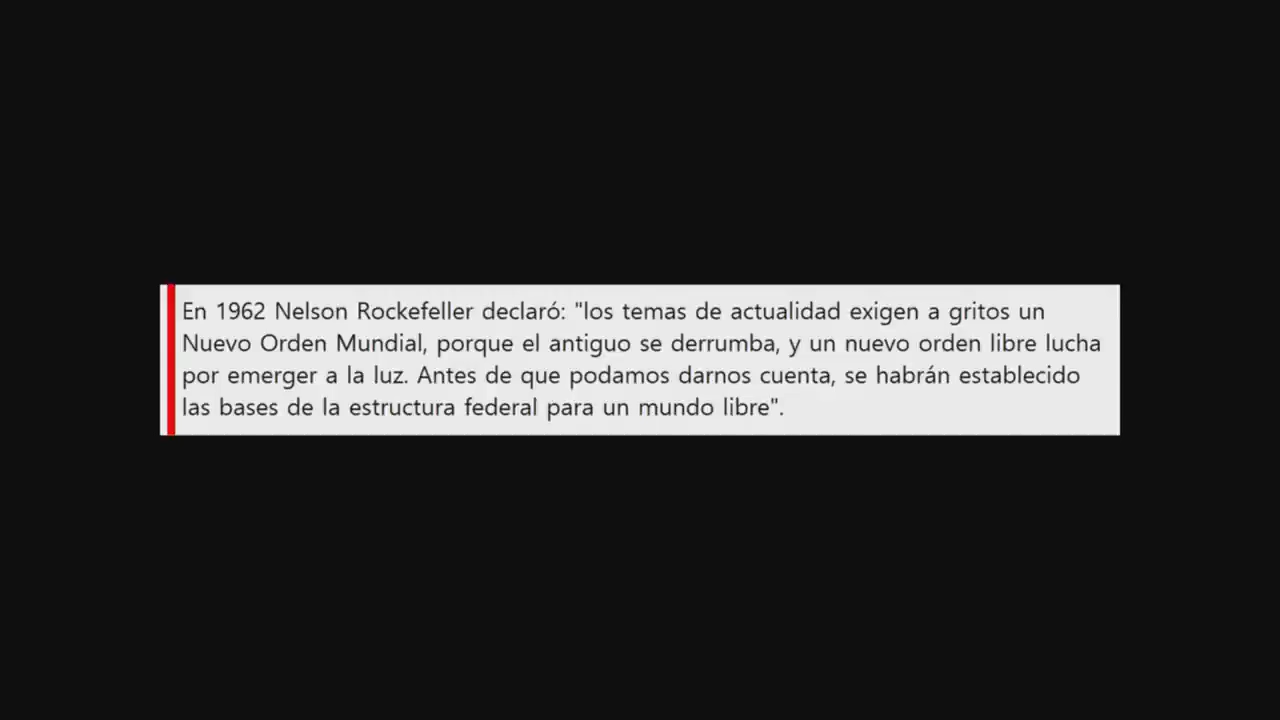 En 1962 Nelson Rockefeller declaró: "los temas de actualidad exigen a gritos un
Nuevo Orden Mundial, porque el antiguo se derrumba, y un nuevo orden libre lucha
por emerger a la luz. Antes de que podamos darnos cuenta, se habrán establecido
las bases de la estructura federal para un mundo libre".